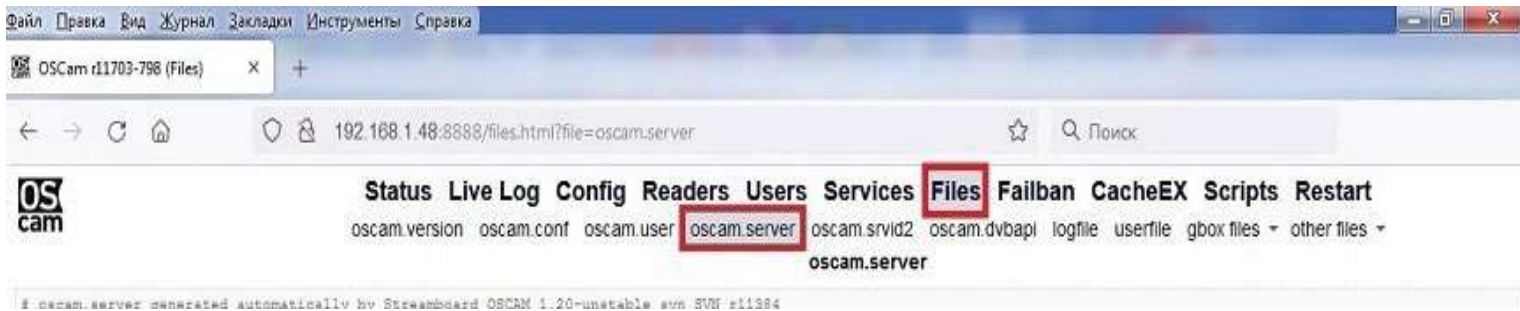 Файл Правка Вид Журнал Закладки Инструменты Справка
OSCam r11703-798 (Files) × +
192.168.1.48:8888/files.html?file=oscam.server Поиск
OS cam
Status Live Log Config Readers Users Services Files Failban CacheEX Scripts Restart
oscam.version oscam.conf oscam.user oscam.server oscam.srvid2 oscam.dvbapi logfile userfile gbox files other files
oscam.server
# oscam.server generated automatically by Streamboard OSCAM 1.20-unstable_svn SVN r11384